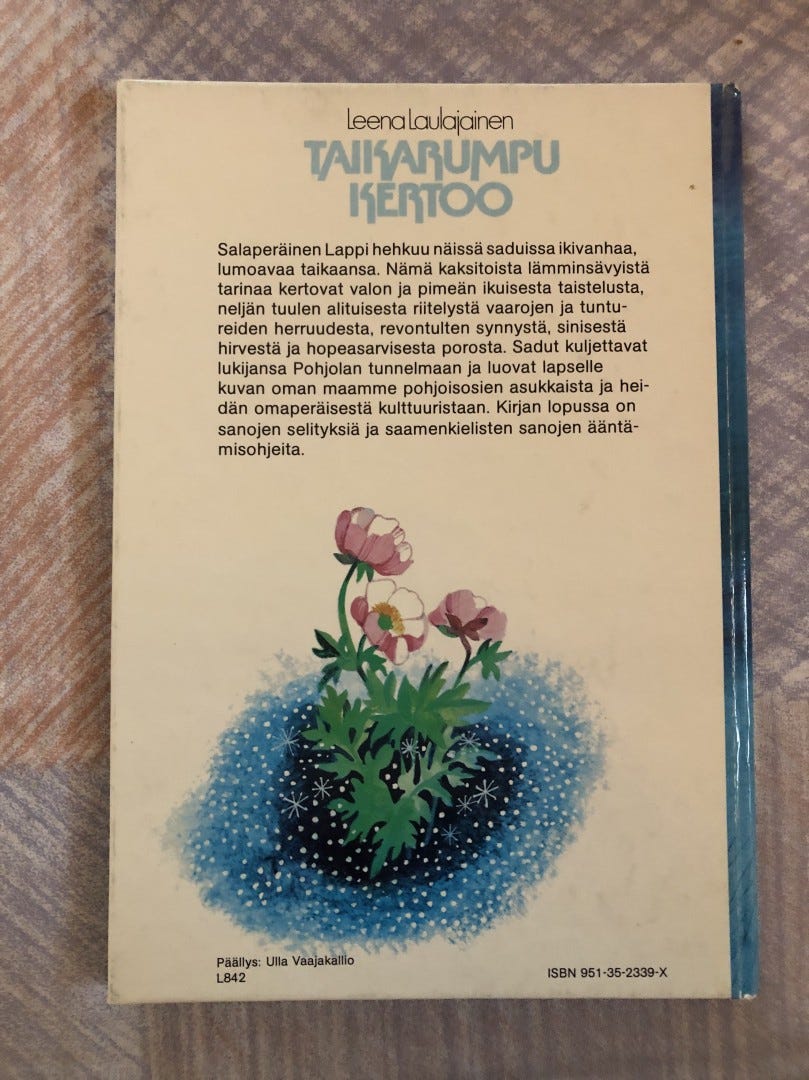 Leena Laulajainen
TAIKARUMPU
KERTOO
Salaperäinen Lappi hehkuu näissä saduissa ikivanhaa,
lumoavaa taikaansa. Nämä kaksitoista lämminsävyistä
tarinaa kertovat valon ja pimeän ikuisesta taistelusta,
neljän tuulen alituisesta riitelystä vaarojen ja tuntu-
reiden herruudesta, revontulten synnystä, sinisestä
hirvestä ja hopeasarvisesta porosta. Sadut kuljettavat
lukijansa Pohjolan tunnelmaan ja luovat lapselle
kuvan oman maamme pohjoisosien asukkaista ja hei-
dän omaperäisestä kulttuuristaan. Kirjan lopussa on
sanojen selityksiä ja saamenkielisten sanojen ääntä-
misohjeita.
Päällys: Ulla Vaajakallio
L842
ISBN 951-35-2339-X